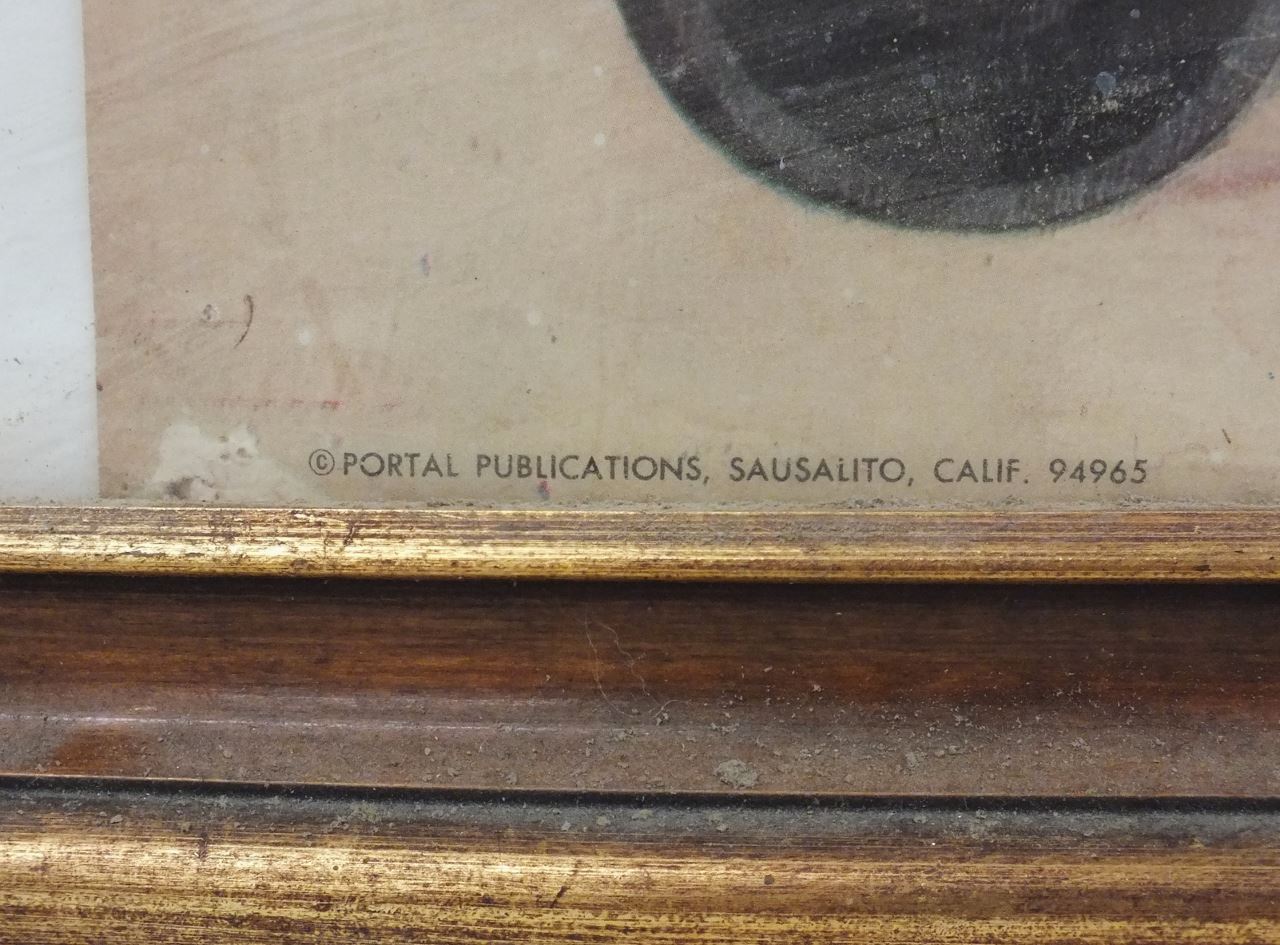 ©PORTAL PUBLICATIONS, SAUSALITO, CALIF. 94965